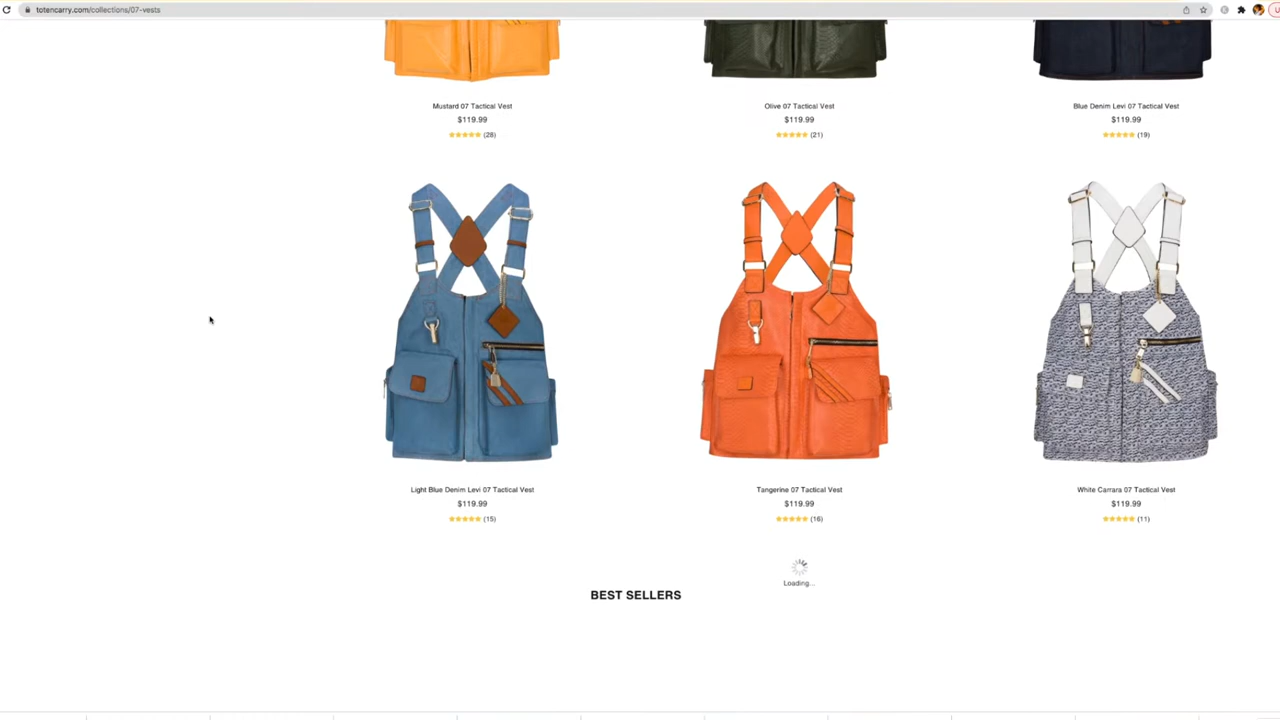 totencarry.com/collections/07-vests
Mustard 07 Tactical Vest
$119.99
(28)
Olive 07 Tactical Vest
$119.99
(21)
Blue Denim Levi 07 Tactical Vest
$119.99
(19)
Light Blue Denim Levi 07 Tactical Vest
$119.99
(15)
Tangerine 07 Tactical Vest
$119.99
(16)
White Carrara 07 Tactical Vest
$119.99
(11)
Loading...
BEST SELLERS